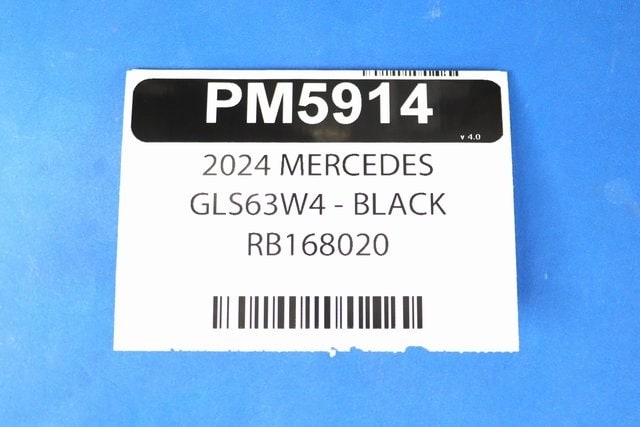 PM5914
v 4.0
2024 MERCEDES
GLS63W4 - BLACK
RB168020